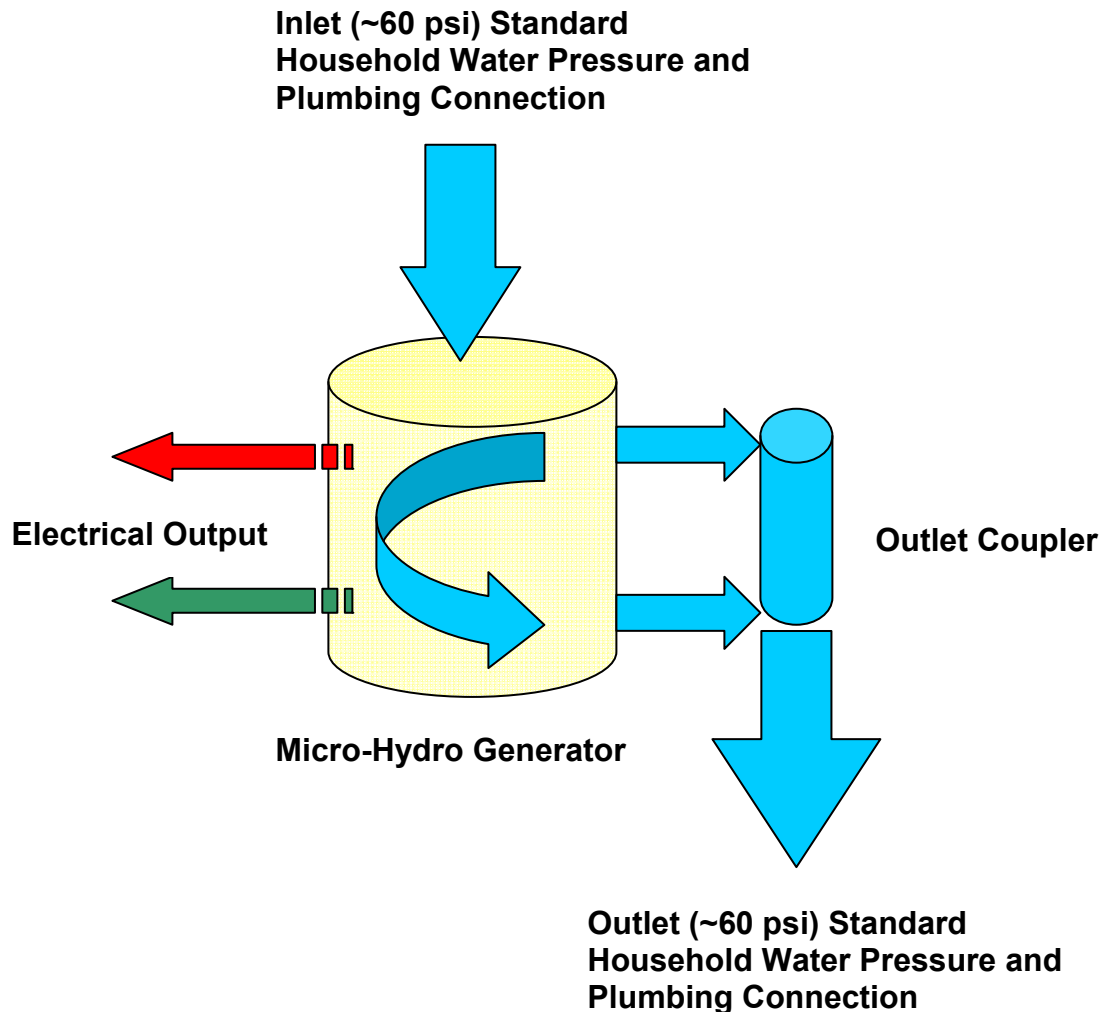 Inlet (~60 psi) Standard
Household Water Pressure and
Plumbing Connection
Electrical Output
Outlet Coupler
Micro-Hydro Generator
Outlet (~60 psi) Standard
Household Water Pressure and
Plumbing Connection